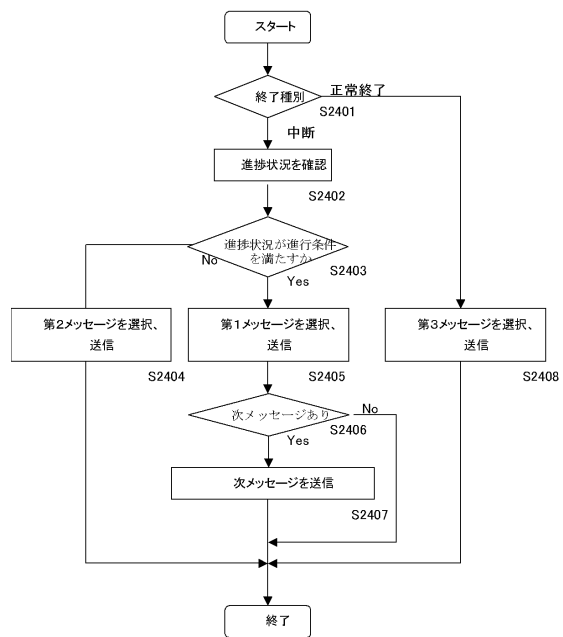 スタート
終了種別
正常終了
S2401
中断
進捗状況を確認
S2402
進捗状況が進行条件
を満たすか
No
S2403
Yes
第2メッセージを選択、
送信
第1メッセージを選択、
送信
第3メッセージを選択、
送信
S2404
S2405
S2408
次メッセージあり
No
S2406
Yes
次メッセージを送信
S2407
終了